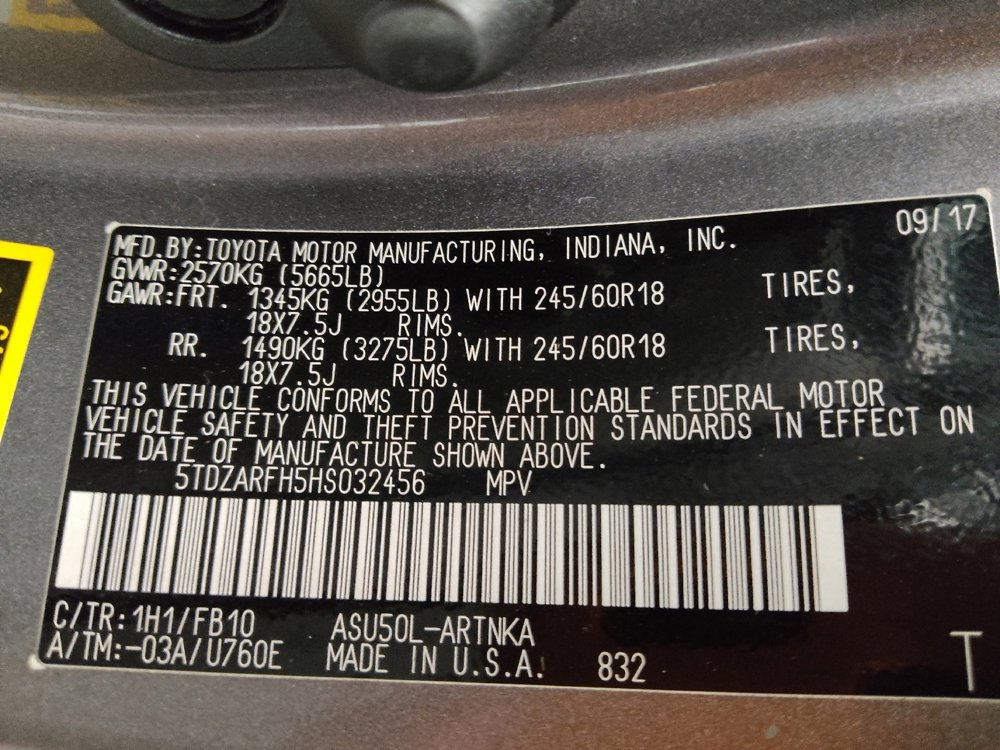 09/17
MFD.BY:TOYOTA MOTOR MANUFACTURING, INDIANA, INC.
GVWR:2570KG (5665LB)
GAWR:FRT. 1345KG (2955LB) WITH 245/60R18 TIRES,
18X7.5J RIMS.
RR. 1490KG (3275LB) WITH 245/60R18 TIRES,
18X7.5J RIMS.
THIS VEHICLE CONFORMS TO ALL APPLICABLE FEDERAL MOTOR
VEHICLE SAFETY AND THEFT PREVENTION STANDARDS IN EFFECT ON
THE DATE OF MANUFACTURE SHOWN ABOVE.
5TDZARFH5HS032456 MPV
C/TR:1H1/FB10 ASU50L-ARTNKA
A/TM:-03A/U760E MADE IN U.S.A. 832 T